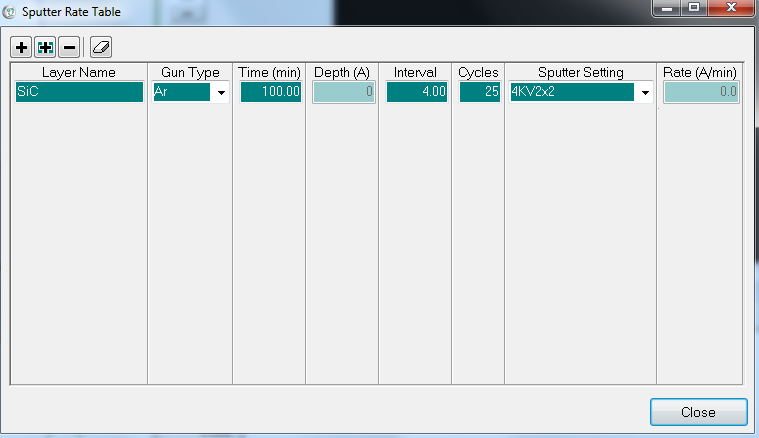 Sputter Rate Table
Layer Name Gun Type Time (min) Depth (A) Interval Cycles Sputter Setting Rate (A/min)
SiC Ar 100.00 0 4.00 25 4KV2x2 0.0
Close